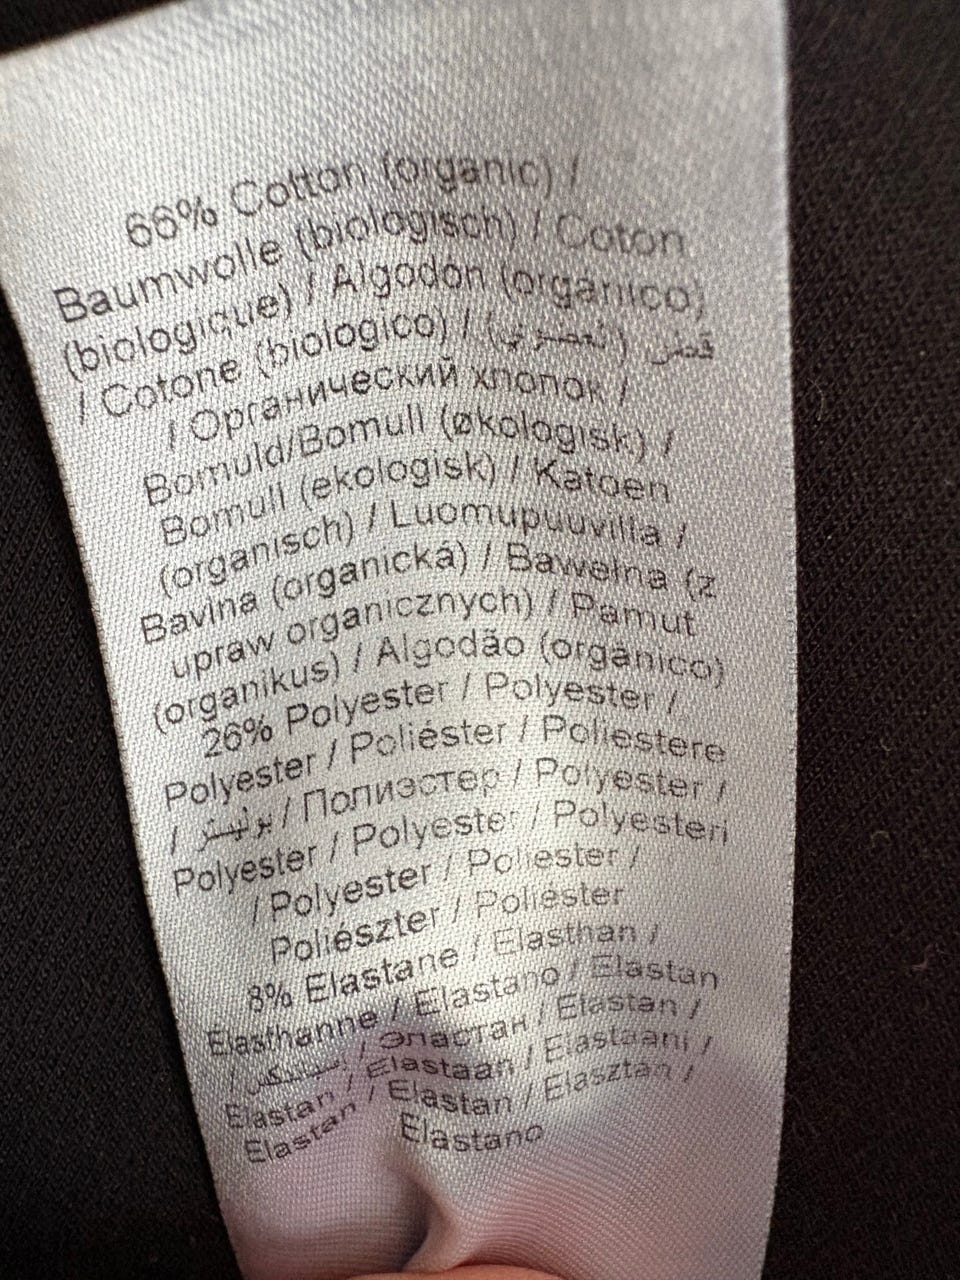 66% Cotton (organic) /
Baumwolle (biologisch) / Coton
(biologique) / Algodón (orgánico)
/ Cotone (biologico) / قطن (عضوي)
/ Органический хлопок /
Bomuld/Bomull (økologisk) /
Bomull (ekologisk) / Katoen
(organisch) / Luomupuuvilla /
Bavlna (organická) / Bawełna (z
upraw organicznych) / Pamut
(organikus) / Algodão (orgânico)
26% Polyester / Polyester /
Polyester / Poliéster / Poliestere
/ بوليستر / Полиэстер / Polyester /
Polyester / Polyester / Polyesteri
/ Polyester / Poliester /
Poliészter / Poliéster
8% Elastane / Elasthan /
Elasthanne / Elastano / Elastan
/ / Эластан / Elastan /
Elastan / Elastaan / Elastaani /
Elastan / Elastan / Elasztán /
Elastano